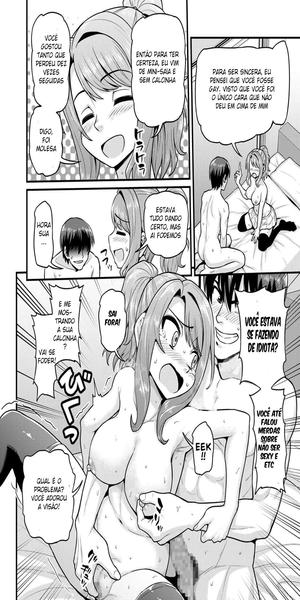 PARA SER SINCERA, EU
PENSEI QUE VOCÊ FOSSE
GAY. VISTO QUE VOCÊ FOI
O ÚNICO CARA QUE NÃO
DEU EM CIMA DE MIM
ENTÃO PARA TER
CERTEZA, EU VIM
DE MINI-SAIA E
SEM CALCINHA
VOCÊ
GOSTOU
TANTO QUE
PERDEU DEZ
VEZES
SEGUIDAS
DIGO,
FOI
MOLESA
ESTAVA
TUDO DANDO
CERTO, MAS AI
FODEMOS
HORA
SUA ...
VOCÊ ESTAVA
SE FAZENDO
DE IDIOTA?
SAI
FORA!
E ME
MOS-
TRANDO
A SUA
CALCINHA
?
VAI SE
FODER!
VOCÊ ATÉ
FALOU
MERDAS
SOBRE
NÃO SER
SEXY E
ETC
EEK
!!
QUAL É O
PROBLEMA?
VOCÊ ADOROU
A VISÃO!